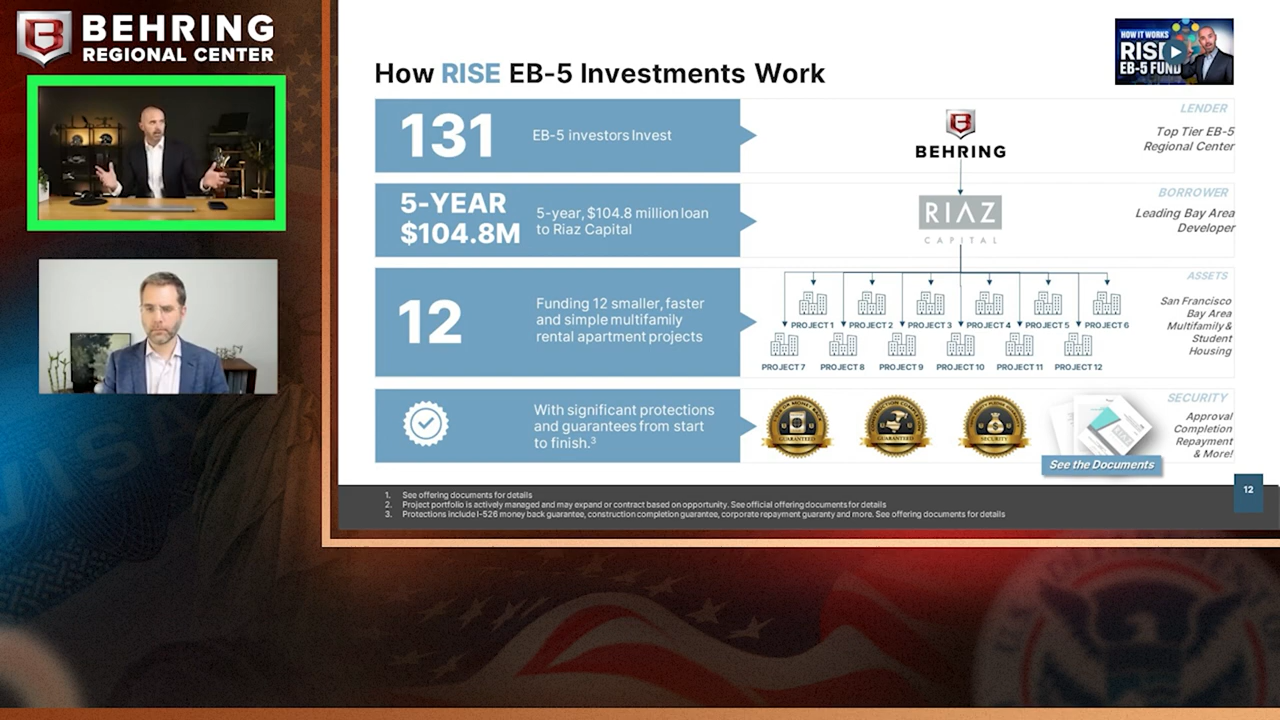 BEHRING
REGIONAL CENTER
How RISE EB-5 Investments Work
HOW IT WORKS
RISE
EB-5 FUND
131
EB-5 investors Invest
BEHRING
LENDER
Top Tier EB-5
Regional Center
5-YEAR
$104.8M
5-year, $104.8 million loan
to Riaz Capital
RIAZ
CAPITAL
BORROWER
Leading Bay Area
Developer
12
Funding 12 smaller, faster
and simple multifamily
rental apartment projects
PROJECT 1 PROJECT 2 PROJECT 3 PROJECT 4 PROJECT 5 PROJECT 6
PROJECT 7 PROJECT 8 PROJECT 9 PROJECT 10 PROJECT 11 PROJECT 12
ASSETS
San Francisco
Bay Area
Multifamily &
Student
Housing
With significant protections
and guarantees from start
to finish.3
GUARANTEED
GUARANTEED
SECURITY
See the Documents
SECURITY
Approval
Completion
Repayment
& More!
1. See offering documents for details
2. Project portfolio is actively managed and may expand or contract based on opportunity. See official offering documents for details
3. Protections include I-526 money back guarantee, construction completion guarantee, corporate repayment guaranty and more. See offering documents for details
12
VISA